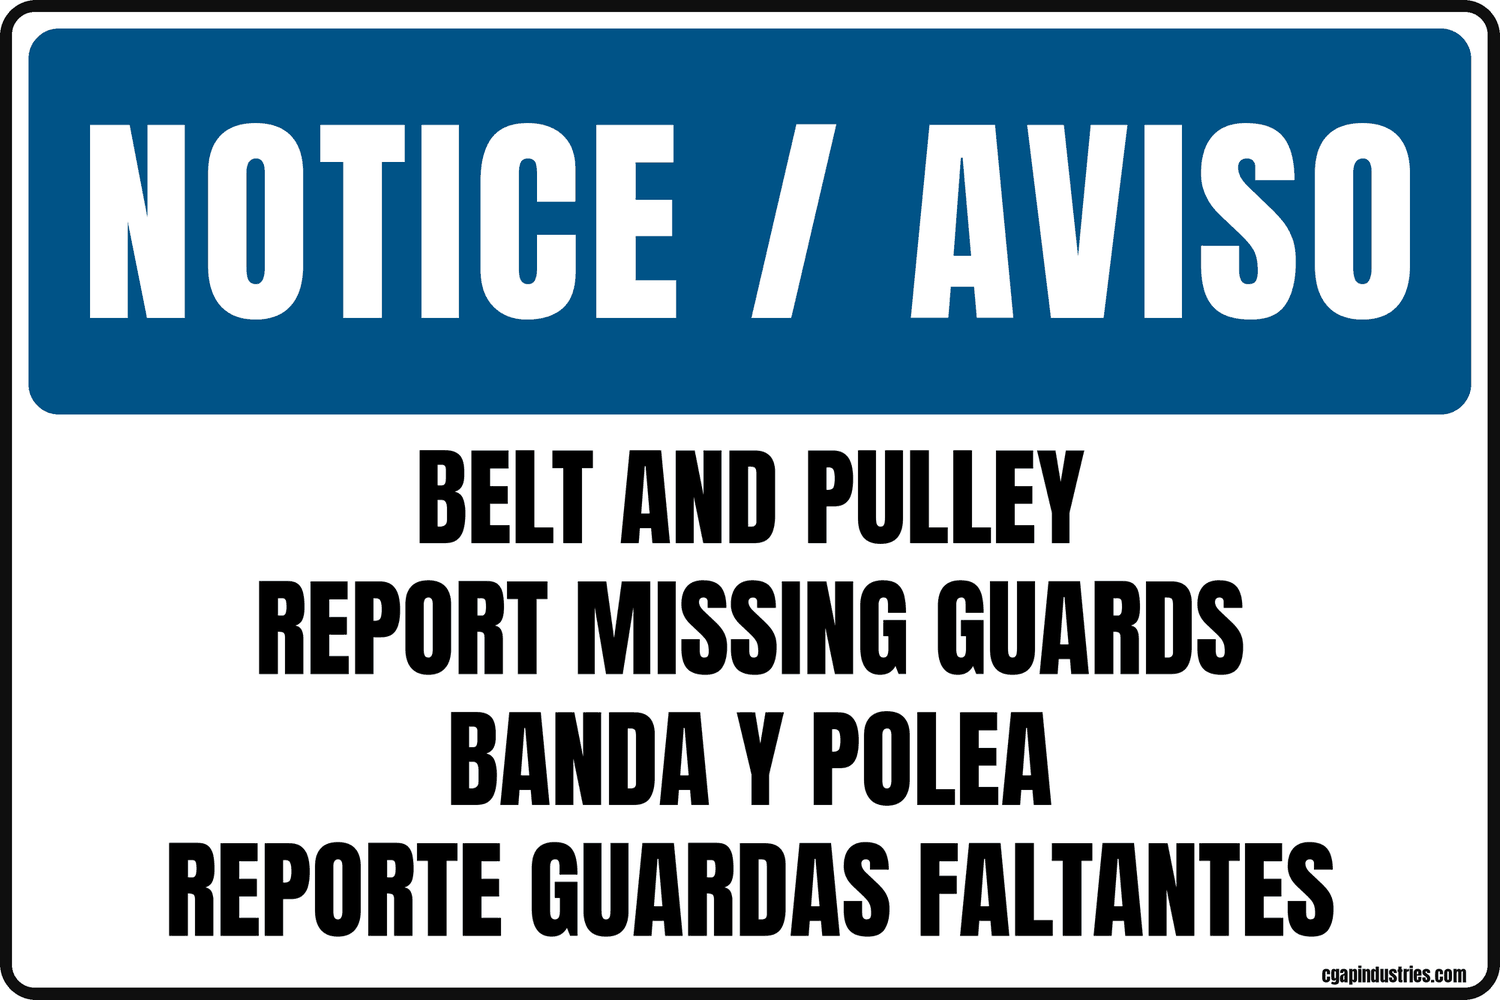 NOTICE / AVISO
BELT AND PULLEY
REPORT MISSING GUARDS
BANDA Y POLEA
REPORTE GUARDAS FALTANTES
cgapindustries.com